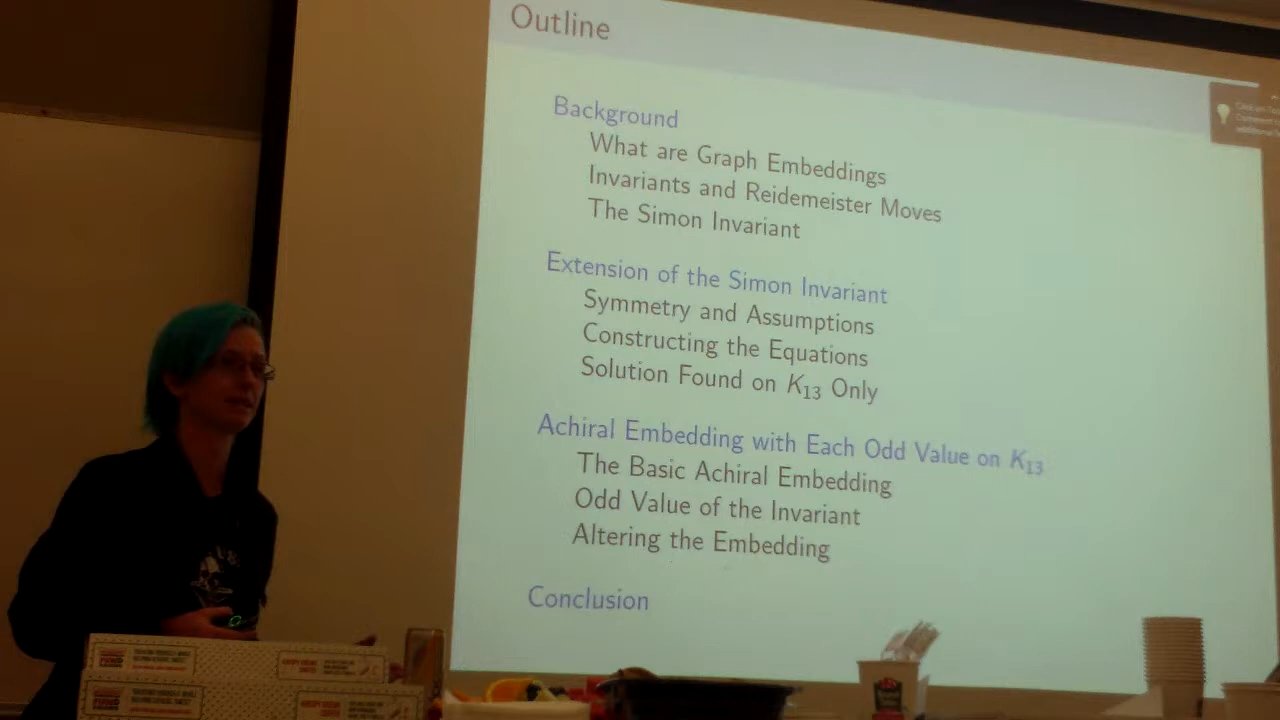 Outline
Background
What are Graph Embeddings
Invariants and Reidemeister Moves
The Simon Invariant
Extension of the Simon Invariant
Symmetry and Assumptions
Constructing the Equations
Solution Found on K₁₃ Only
Achiral Embedding with Each Odd Value on K₁₃
The Basic Achiral Embedding
Odd Value of the Invariant
Altering the Embedding
Conclusion